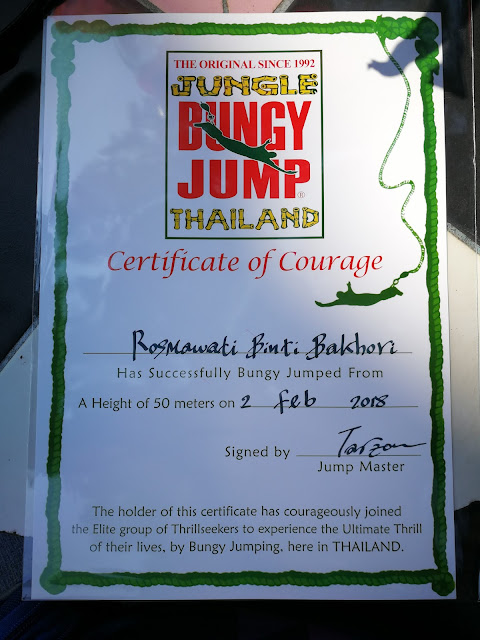 THE ORIGINAL SINCE 1992
JUNGLE
BUNGY
JUMP®
THAILAND
Certificate of Courage
Rosmawati Binti Bakhori
Has Successfully Bungy Jumped From
A Height of 50 meters on 2 feb 2018
Signed by Tarzan
Jump Master
The holder of this certificate has courageously joined
the Elite group of Thrillseekers to experience the Ultimate Thrill
of their lives, by Bungy Jumping, here in THAILAND.